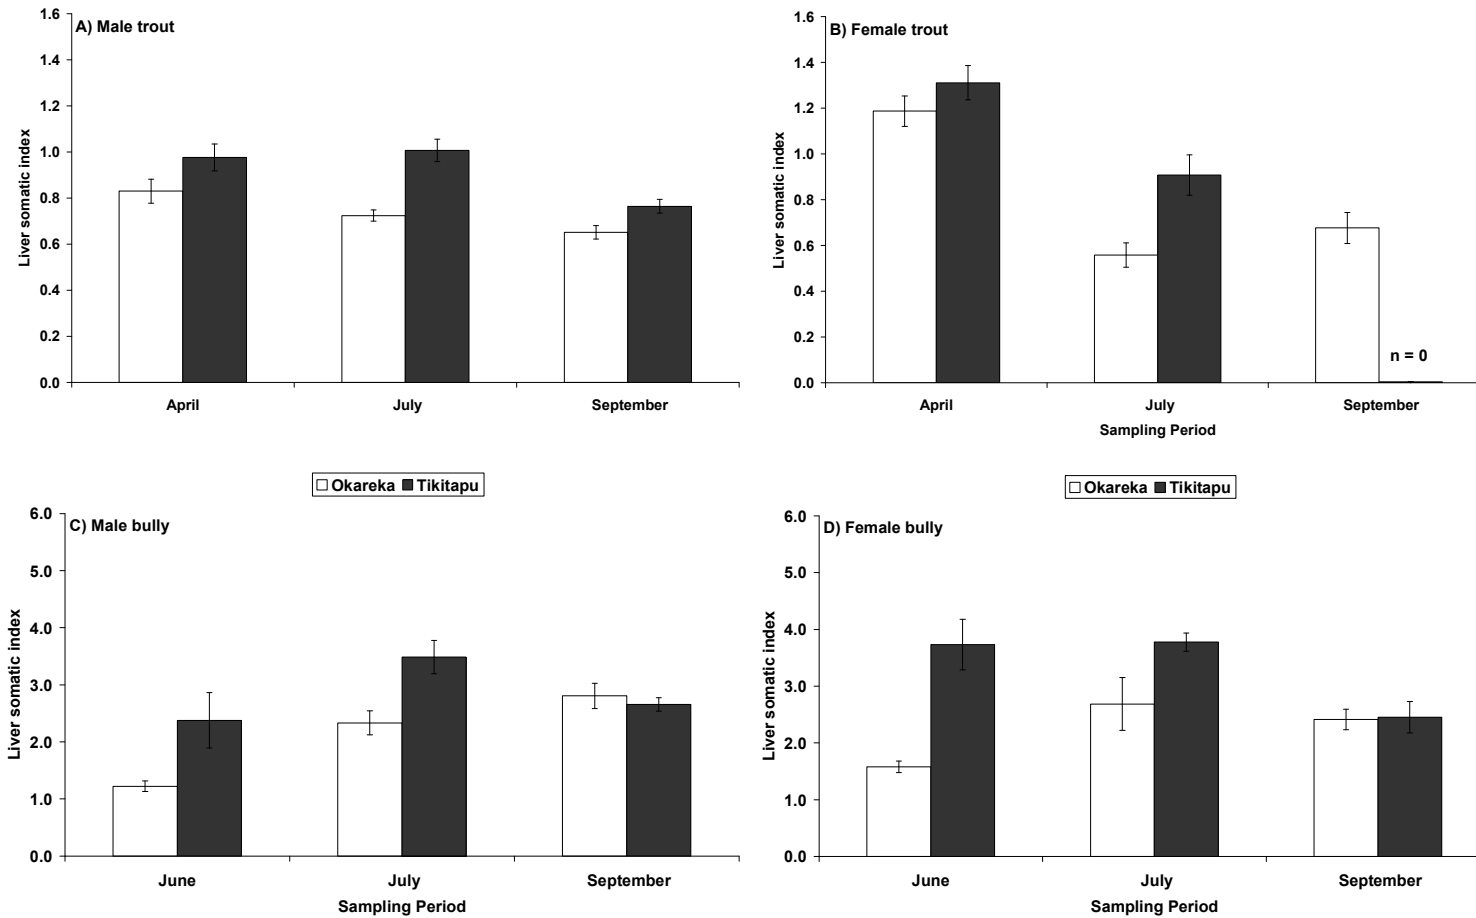 A) Male trout
Liver somatic index
1.6
1.4
1.2
1.0
0.8
0.6
0.4
0.2
0.0
April July September
B) Female trout
Liver somatic index
1.6
1.4
1.2
1.0
0.8
0.6
0.4
0.2
0.0
n = 0
April July September
Sampling Period
Okareka Tikitapu
C) Male bully
Liver somatic index
6.0
5.0
4.0
3.0
2.0
1.0
0.0
June July September
Sampling Period
Okareka Tikitapu
D) Female bully
Liver somatic index
6.0
5.0
4.0
3.0
2.0
1.0
0.0
June July September
Sampling Period